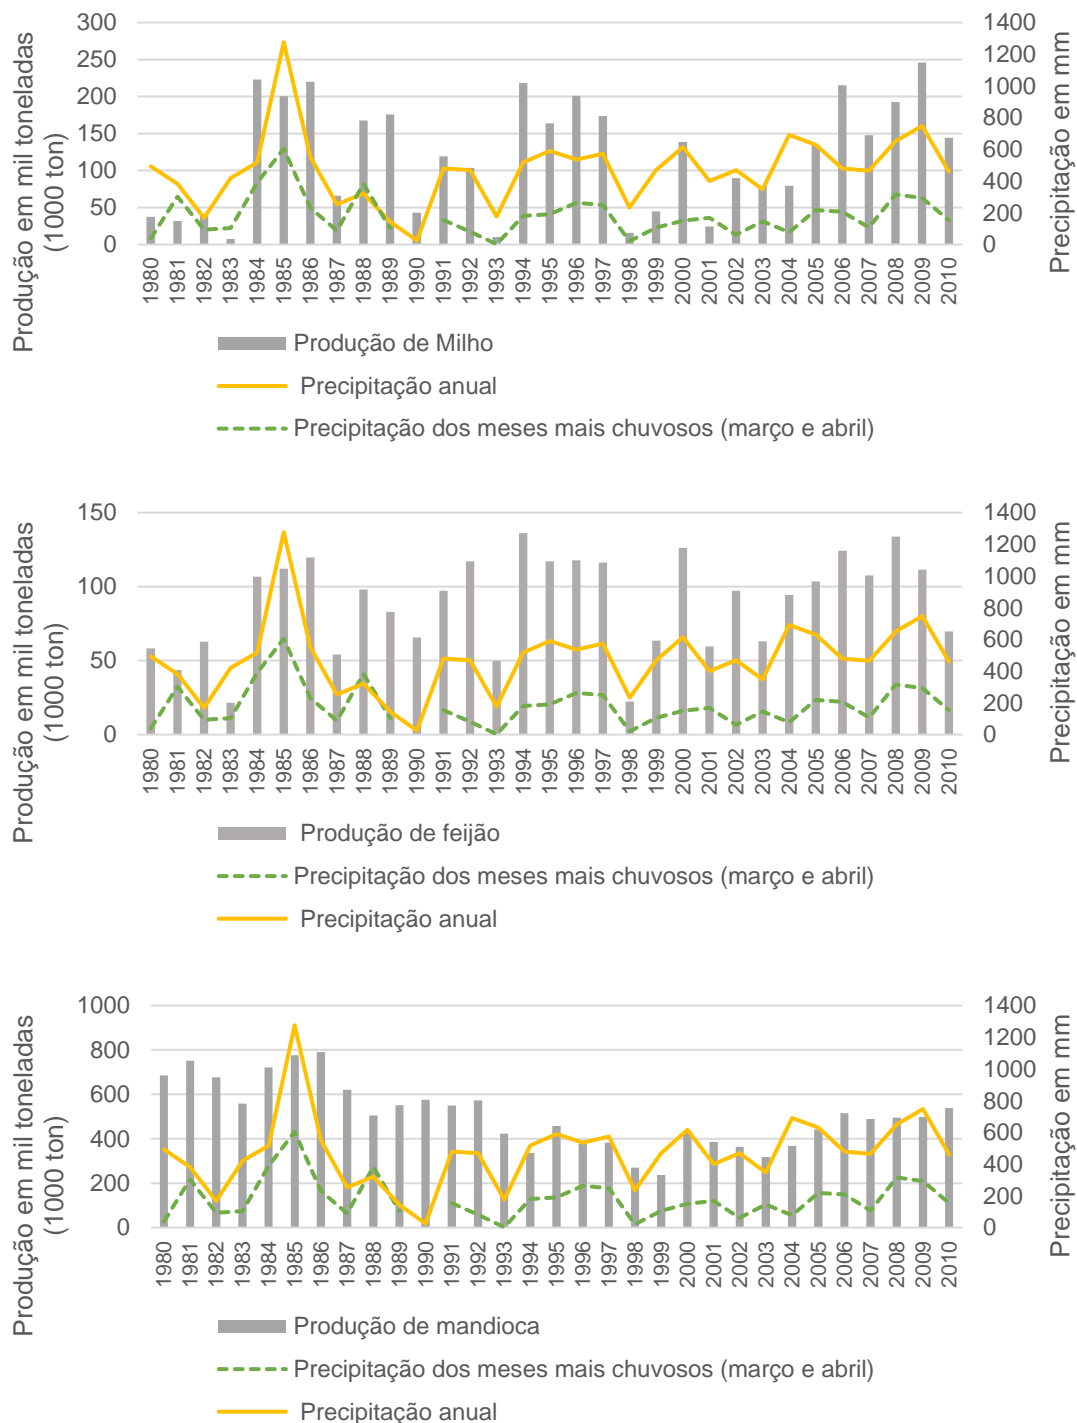 Produção em mil toneladas
(1000 ton)
300
250
200
150
100
50
0
1400
1200
1000
800
600
400
200
0
Precipitação em mm
1980 1981 1982 1983 1984 1985 1986 1987 1988 1989 1990 1991 1992 1993 1994 1995 1996 1997 1998 1999 2000 2001 2002 2003 2004 2005 2006 2007 2008 2009 2010
Produção de Milho
Precipitação anual
Precipitação dos meses mais chuvosos (março e abril)
Produção em mil toneladas
(1000 ton)
150
100
50
0
1400
1200
1000
800
600
400
200
0
Precipitação em mm
1980 1981 1982 1983 1984 1985 1986 1987 1988 1989 1990 1991 1992 1993 1994 1995 1996 1997 1998 1999 2000 2001 2002 2003 2004 2005 2006 2007 2008 2009 2010
Produção de feijão
Precipitação dos meses mais chuvosos (março e abril)
Precipitação anual
Produção em mil toneladas
(1000 ton)
1000
800
600
400
200
0
1400
1200
1000
800
600
400
200
0
Precipitação em mm
1980 1981 1982 1983 1984 1985 1986 1987 1988 1989 1990 1991 1992 1993 1994 1995 1996 1997 1998 1999 2000 2001 2002 2003 2004 2005 2006 2007 2008 2009 2010
Produção de mandioca
Precipitação dos meses mais chuvosos (março e abril)
Precipitação anual